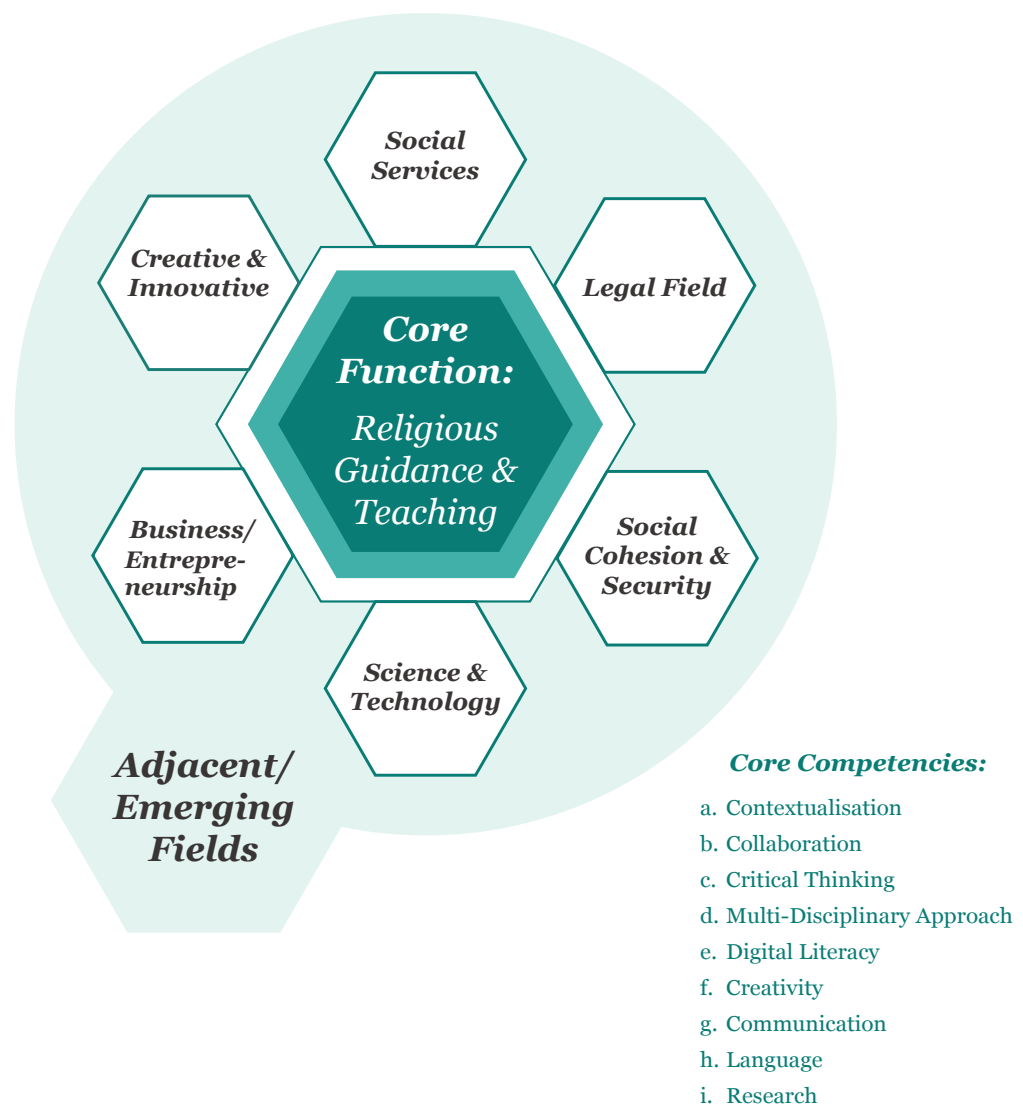 Social
Services
Creative &
Innovative
Legal Field
Core
Function:
Religious
Guidance &
Teaching
Business/
Entrepre-
neurship
Social
Cohesion &
Security
Science &
Technology
Adjacent/
Emerging
Fields
Core Competencies:
a. Contextualisation
b. Collaboration
c. Critical Thinking
d. Multi-Disciplinary Approach
e. Digital Literacy
f. Creativity
g. Communication
h. Language
i. Research